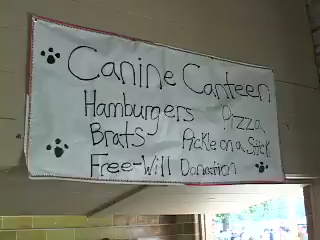 Canine Canteen
Hamburgers Pizza
Brats Pickle on a Stick
Free-Will Donation